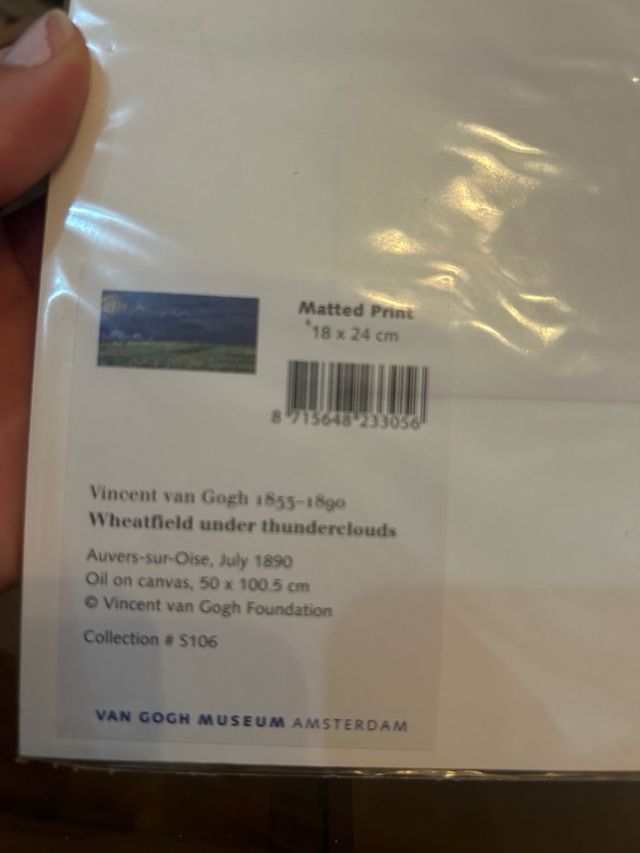 Matted Print
18 x 24 cm
8 715648 233056
Vincent van Gogh 1853–1890
Wheatfield under thunderclouds
Auvers-sur-Oise, July 1890
Oil on canvas, 50 x 100.5 cm
© Vincent van Gogh Foundation
Collection # S106
VAN GOGH MUSEUM AMSTERDAM